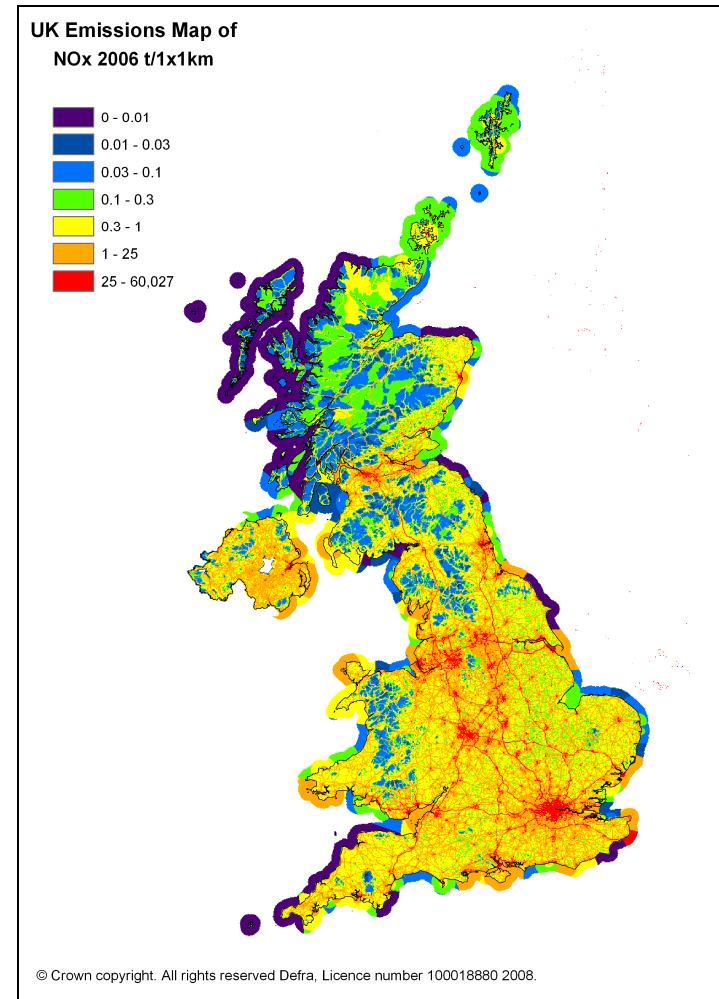 UK Emissions Map of
NOx 2006 t/1x1km
0 - 0.01
0.01 - 0.03
0.03 - 0.1
0.1 - 0.3
0.3 - 1
1 - 25
25 - 60,027
© Crown copyright. All rights reserved Defra, Licence number 100018880 2008.